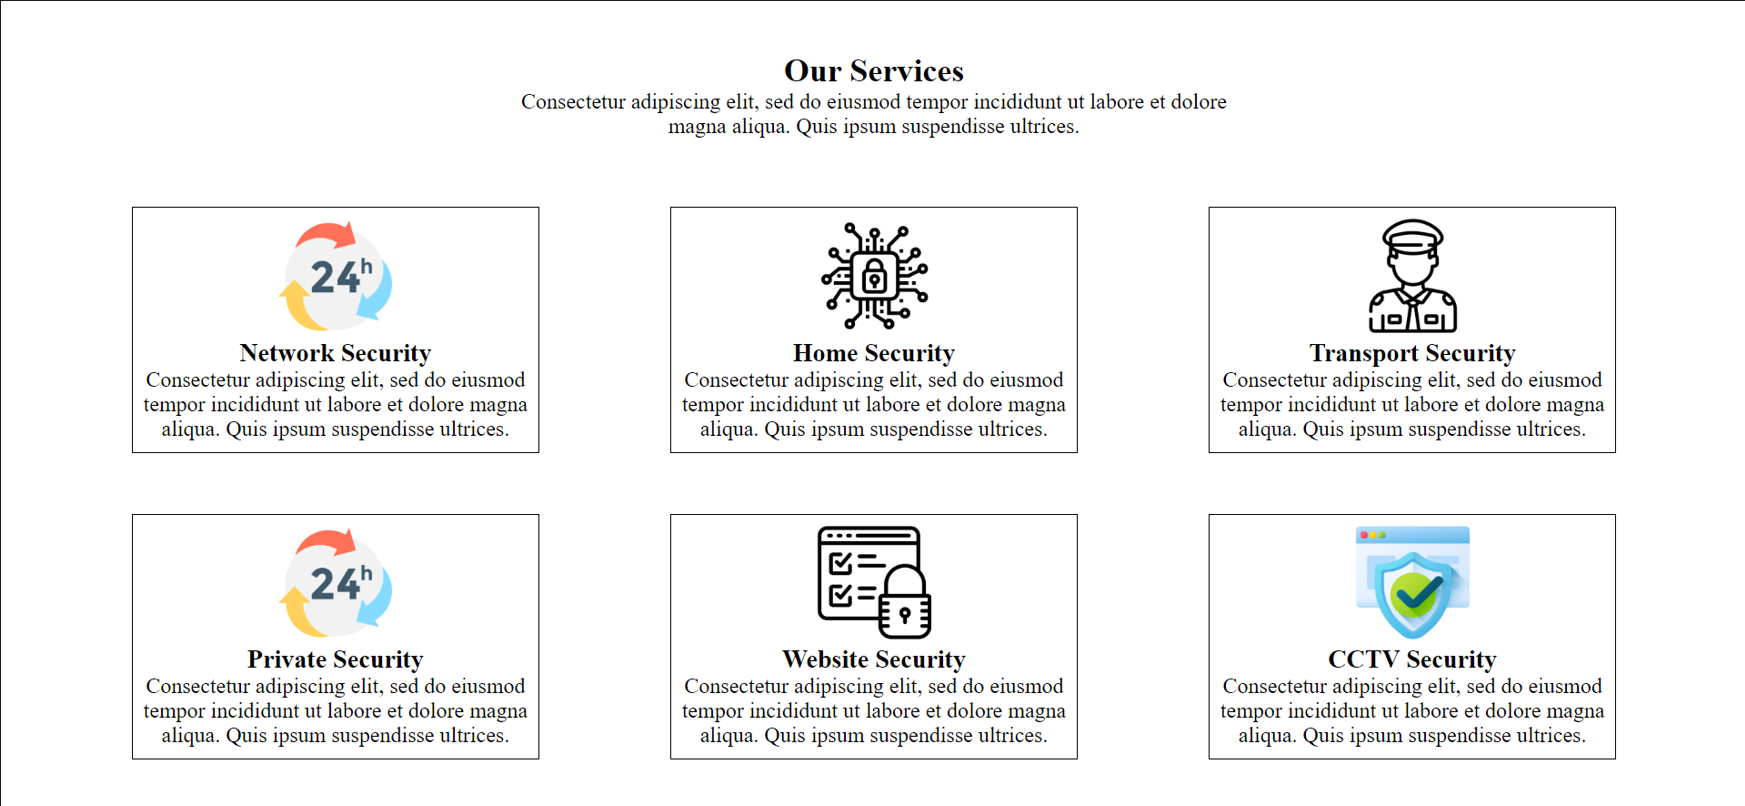 Our Services
Consectetur adipiscing elit, sed do eiusmod tempor incididunt ut labore et dolore
magna aliqua. Quis ipsum suspendisse ultrices.
24h
Network Security
Consectetur adipiscing elit, sed do eiusmod
tempor incididunt ut labore et dolore magna
aliqua. Quis ipsum suspendisse ultrices.
Home Security
Consectetur adipiscing elit, sed do eiusmod
tempor incididunt ut labore et dolore magna
aliqua. Quis ipsum suspendisse ultrices.
Transport Security
Consectetur adipiscing elit, sed do eiusmod
tempor incididunt ut labore et dolore magna
aliqua. Quis ipsum suspendisse ultrices.
24h
Private Security
Consectetur adipiscing elit, sed do eiusmod
tempor incididunt ut labore et dolore magna
aliqua. Quis ipsum suspendisse ultrices.
Website Security
Consectetur adipiscing elit, sed do eiusmod
tempor incididunt ut labore et dolore magna
aliqua. Quis ipsum suspendisse ultrices.
CCTV Security
Consectetur adipiscing elit, sed do eiusmod
tempor incididunt ut labore et dolore magna
aliqua. Quis ipsum suspendisse ultrices.